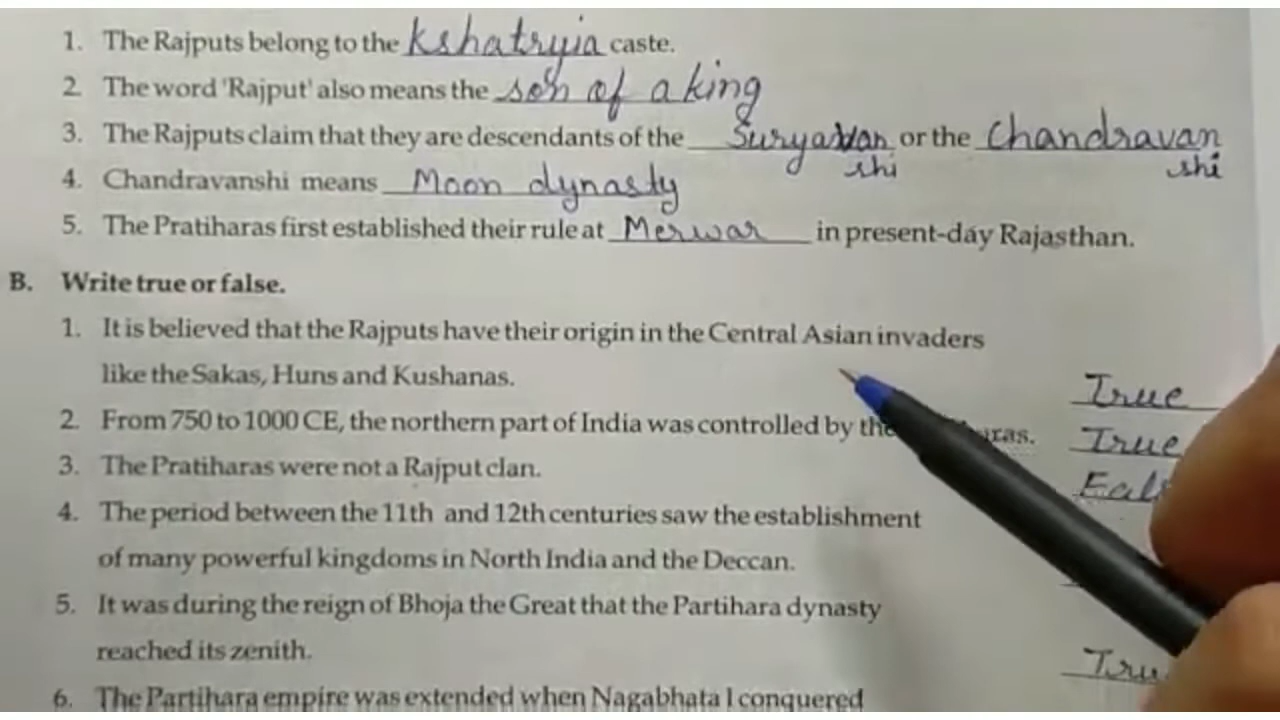 1. The Rajputs belong to the kshatryia caste.
2. The word 'Rajput' also means the son of a king
3. The Rajputs claim that they are descendants of the Suryavan or the Chandravan
shi shi
4. Chandravanshi means Moon dynasty
5. The Pratiharas first established their rule at Merwar in present-day Rajasthan.
B. Write true or false.
1. It is believed that the Rajputs have their origin in the Central Asian invaders
like the Sakas, Huns and Kushanas. True
2. From 750 to 1000 CE, the northern part of India was controlled by the True
3. The Pratiharas were not a Rajput clan.
4. The period between the 11th and 12th centuries saw the establishment
of many powerful kingdoms in North India and the Deccan.
5. It was during the reign of Bhoja the Great that the Partihara dynasty
reached its zenith. Tru
6. The Partihara empire was extended when Nagabhata I conquered